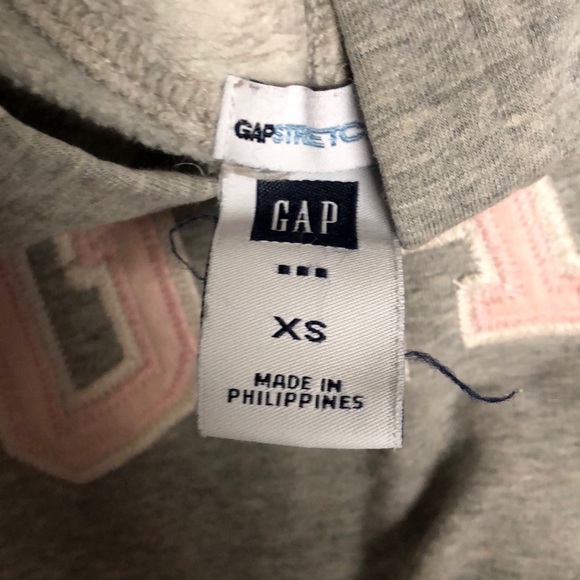 GAPSTRETC
GAP
XS
MADE IN
PHILIPPINES